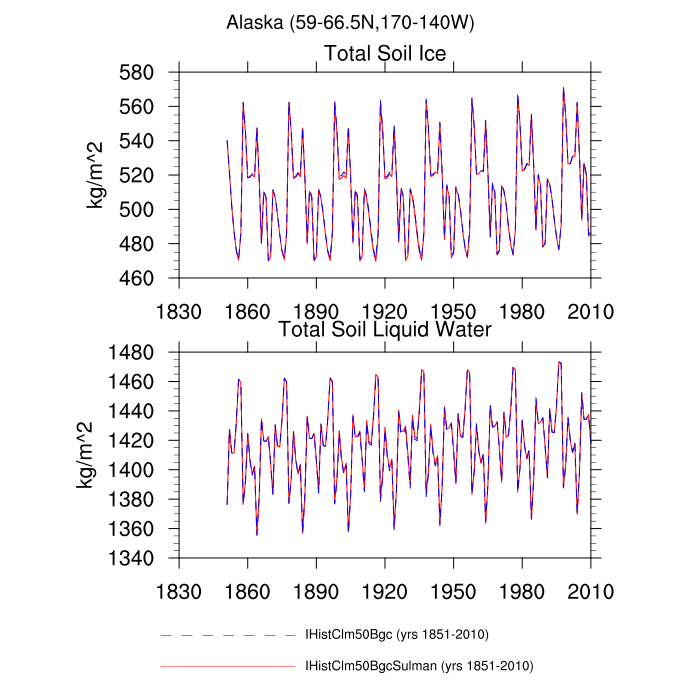 Alaska (59-66.5N,170-140W)
Total Soil Ice
580
560
540
520
500
480
460
kg/m^2
1830 1860 1890 1920 1950 1980 2010
Total Soil Liquid Water
1480
1460
1440
1420
1400
1380
1360
1340
kg/m^2
1830 1860 1890 1920 1950 1980 2010
IHistClm50Bgc (yrs 1851-2010)
IHistClm50BgcSulman (yrs 1851-2010)